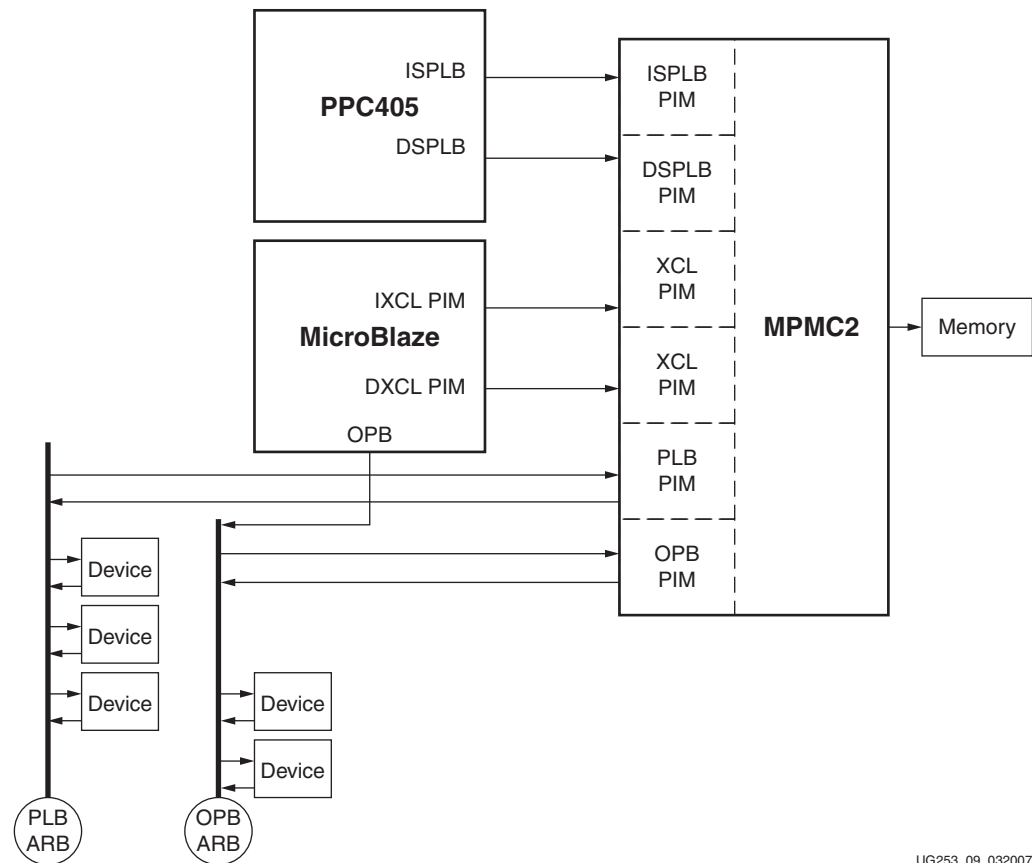 ISPLB
PPC405
DSPLB
IXCL PIM
MicroBlaze
DXCL PIM
OPB
ISPLB
PIM
DSPLB
PIM
XCL
PIM
XCL
PIM
PLB
PIM
OPB
PIM
MPMC2
Memory
Device
Device
Device
Device
Device
PLB
ARB
OPB
ARB
UG253_09_032007